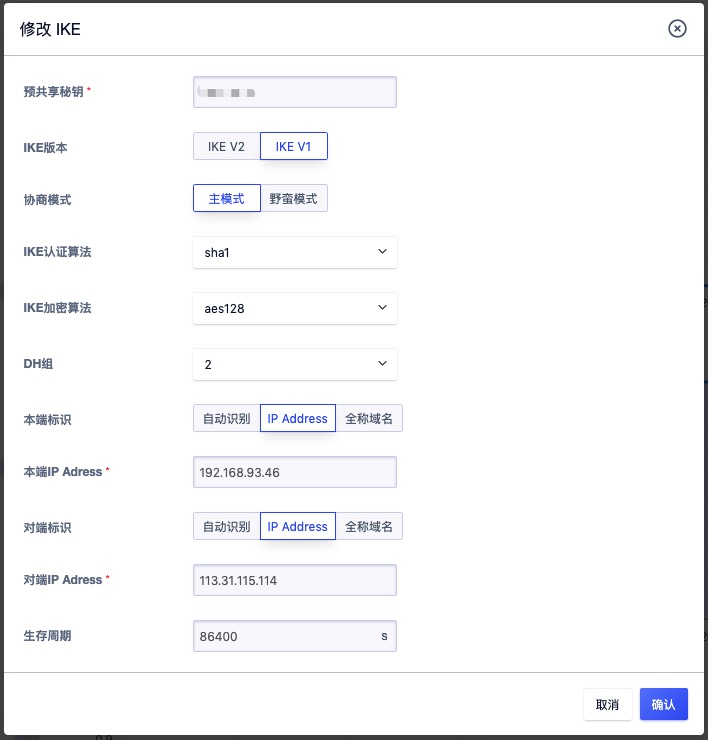 修改 IKE
预共享秘钥 *
IKE版本 IKE V2 IKE V1
协商模式 主模式 野蛮模式
IKE认证算法 sha1
IKE加密算法 aes128
DH组 2
本端标识 自动识别 IP Address 全称域名
本端IP Adress * 192.168.93.46
对端标识 自动识别 IP Address 全称域名
对端IP Adress * 113.31.115.114
生存周期 86400 s
取消 确认